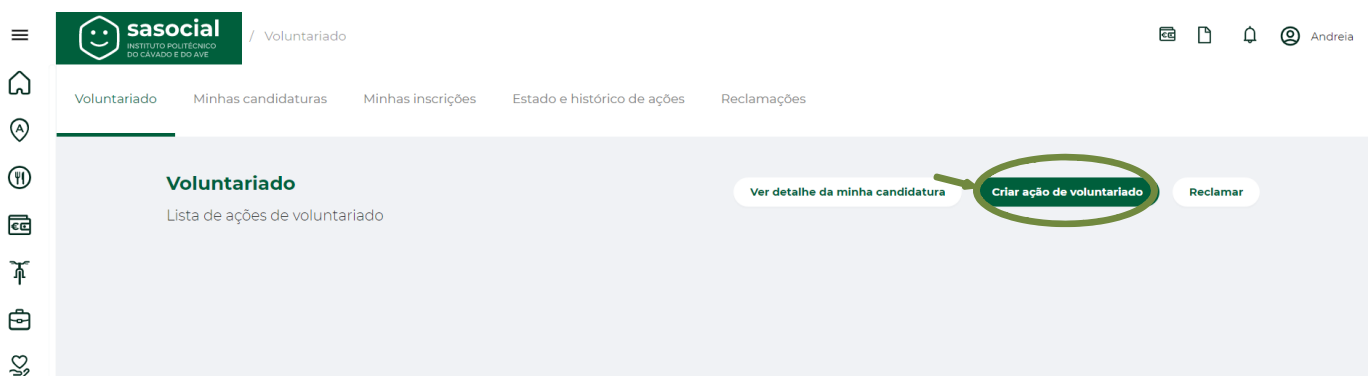 sasocial
INSTITUTO POLITÉCNICO
DO CÁVADO E DO AVE
/ Voluntariado
Andreia
Voluntariado Minhas candidaturas Minhas inscrições Estado e histórico de ações Reclamações
Voluntariado
Ver detalhe da minha candidatura Criar ação de voluntariado Reclamar
Lista de ações de voluntariado